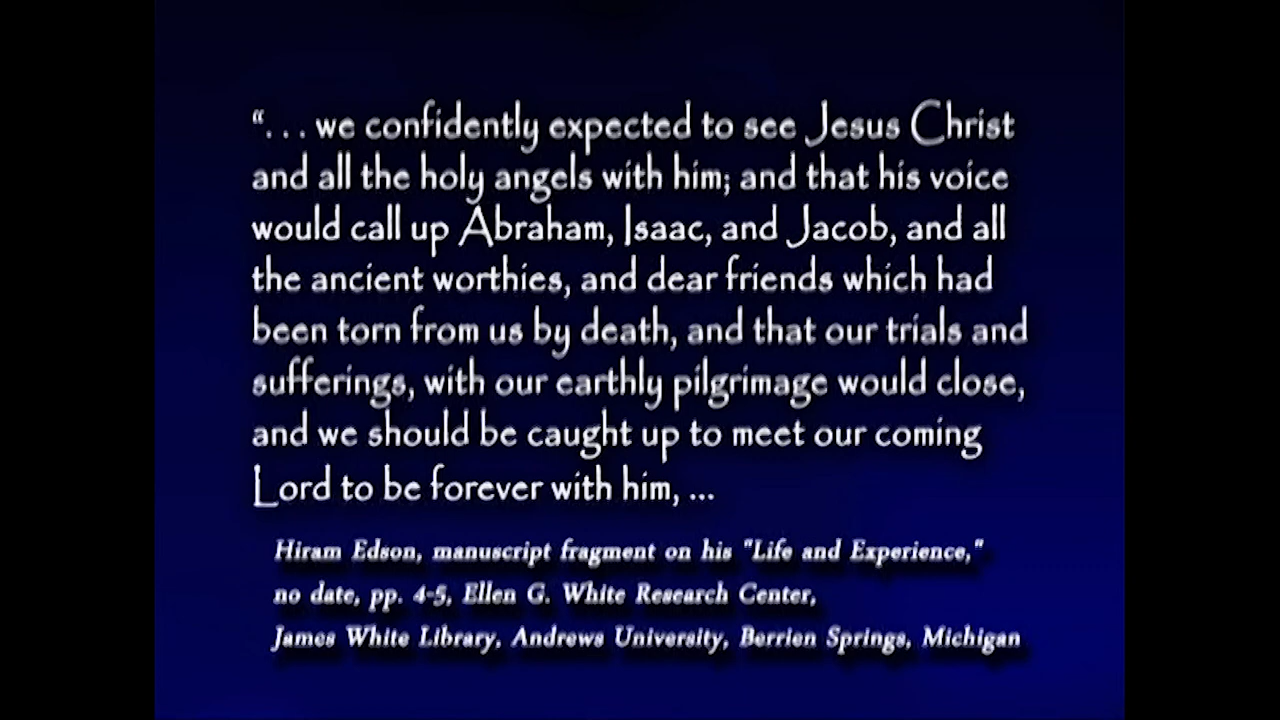 “. . . we confidently expected to see Jesus Christ
and all the holy angels with him; and that his voice
would call up Abraham, Isaac, and Jacob, and all
the ancient worthies, and dear friends which had
been torn from us by death, and that our trials and
sufferings, with our earthly pilgrimage would close,
and we should be caught up to meet our coming
Lord to be forever with him, ...
Hiram Edson, manuscript fragment on his "Life and Experience,"
no date, pp. 4-5, Ellen G. White Research Center,
James White Library, Andrews University, Berrien Springs, Michigan